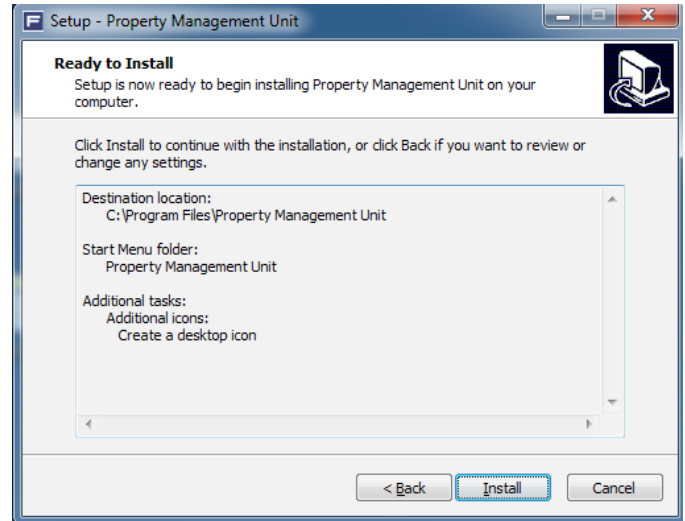 Setup - Property Management Unit
Ready to Install
Setup is now ready to begin installing Property Management Unit on your
computer.
Click Install to continue with the installation, or click Back if you want to review or
change any settings.
Destination location:
C:\Program Files\Property Management Unit
Start Menu folder:
Property Management Unit
Additional tasks:
Additional icons:
Create a desktop icon
< Back Install Cancel